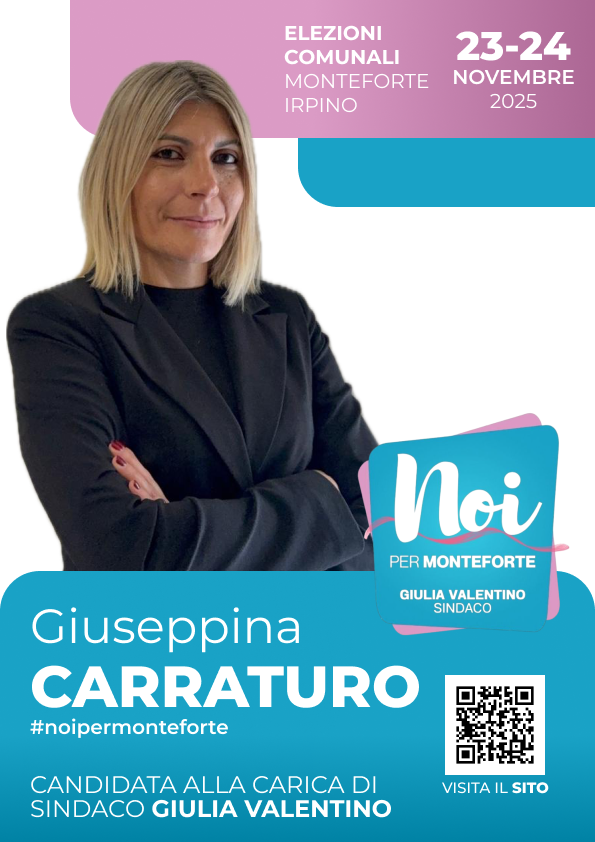 ELEZIONI
COMUNALI
MONTEFORTE
IRPINO
23-24
NOVEMBRE
2025
Noi
PER MONTEFORTE
GIULIA VALENTINO
SINDACO
Giuseppina
CARRATURO
#noipermonteforte
CANDIDATA ALLA CARICA DI
SINDACO GIULIA VALENTINO
VISITA IL SITO